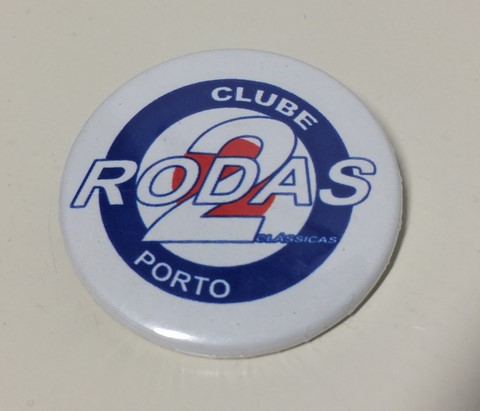 CLUBE
2
RODAS
CLÁSSICAS
PORTO